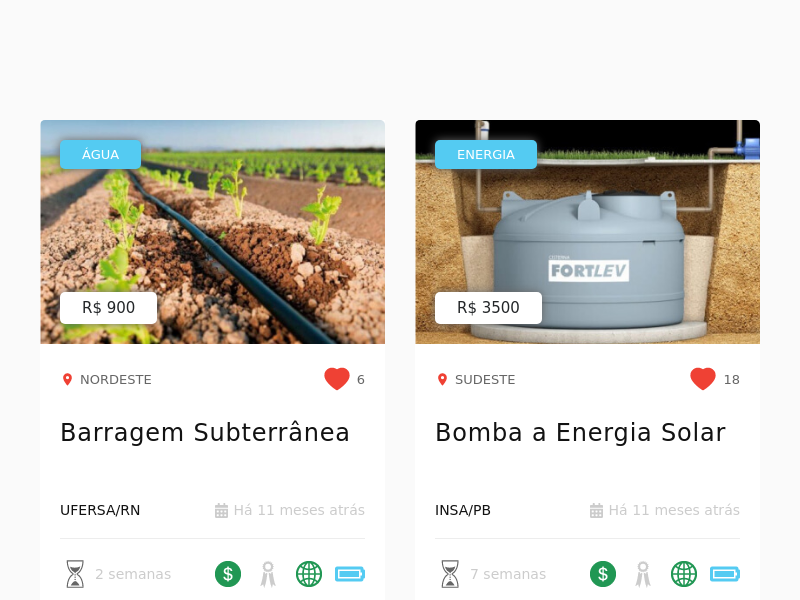 ÁGUA
R$ 900
NORDESTE
6
Barragem Subterrânea
UFERSA/RN
Há 11 meses atrás
2 semanas
$
ENERGIA
FORTLEV
R$ 3500
SUDESTE
18
Bomba a Energia Solar
INSA/PB
Há 11 meses atrás
7 semanas
$